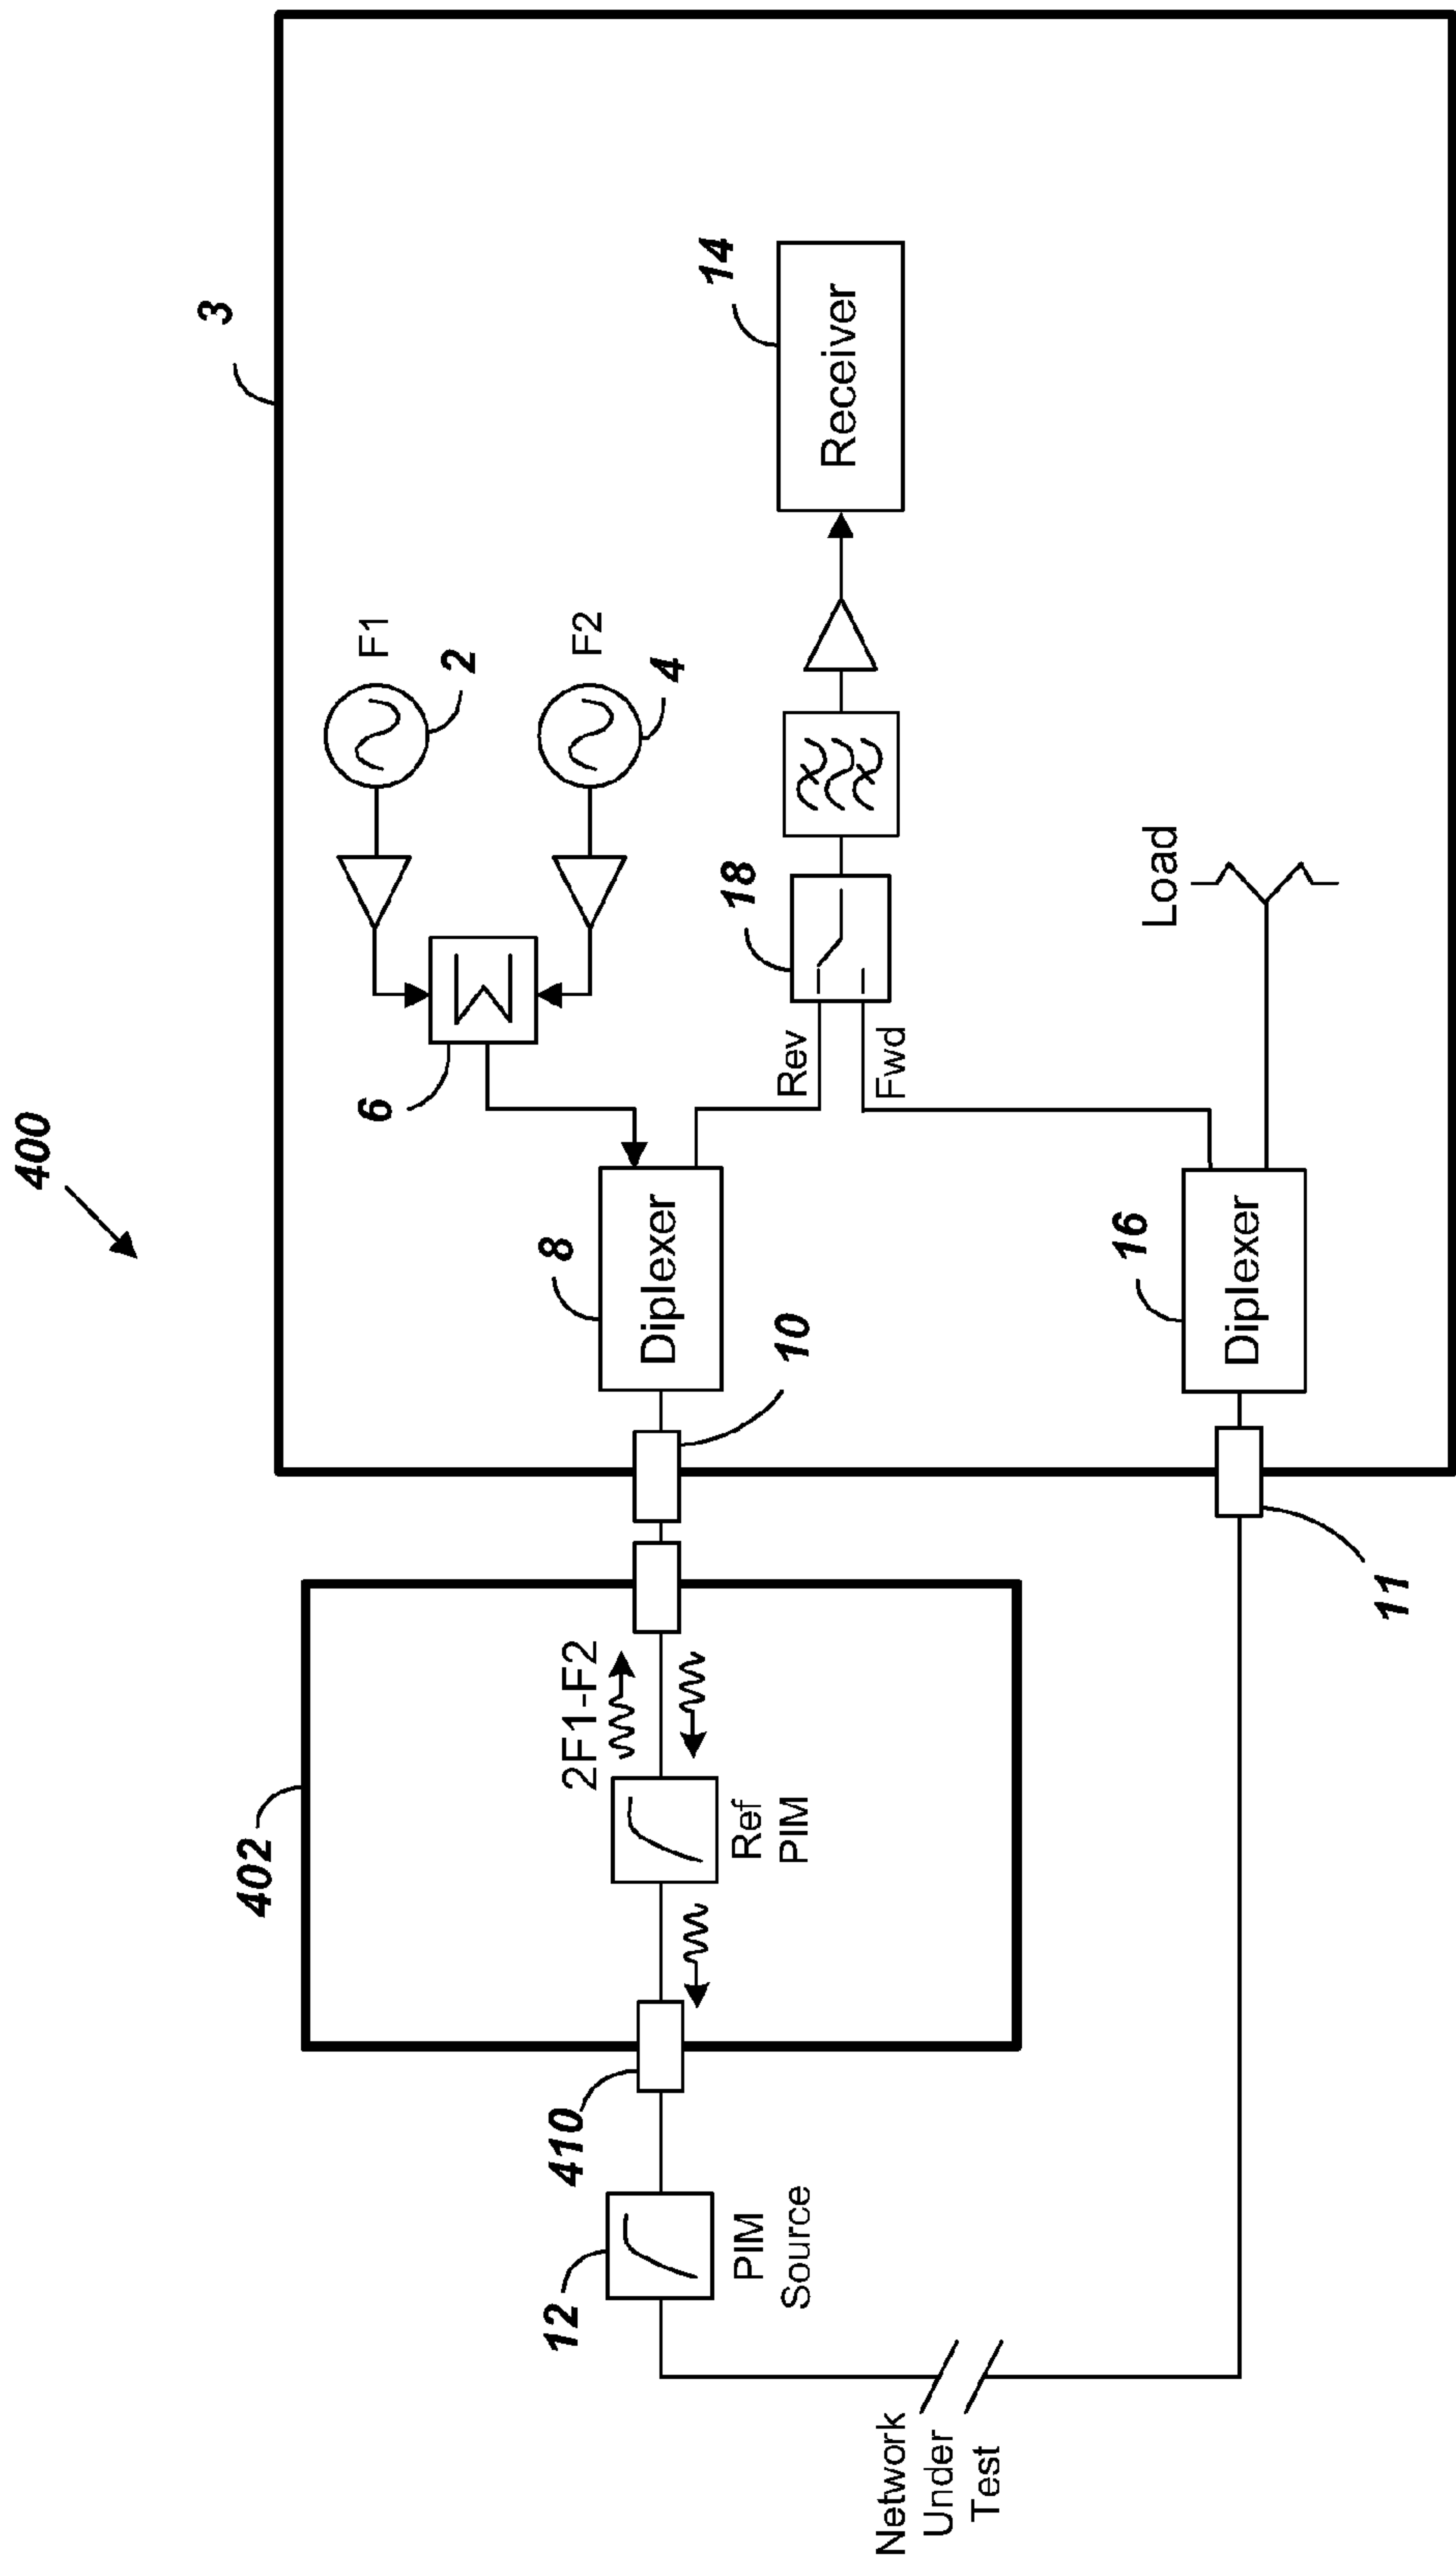 400
3
F1
2
F2
4
6
14
Receiver
18
Rev
Fwd
Load
8
Diplexer
10
16
Diplexer
11
402
2F1-F2
Ref
PIM
410
12
PIM
Source
Network
Under
Test